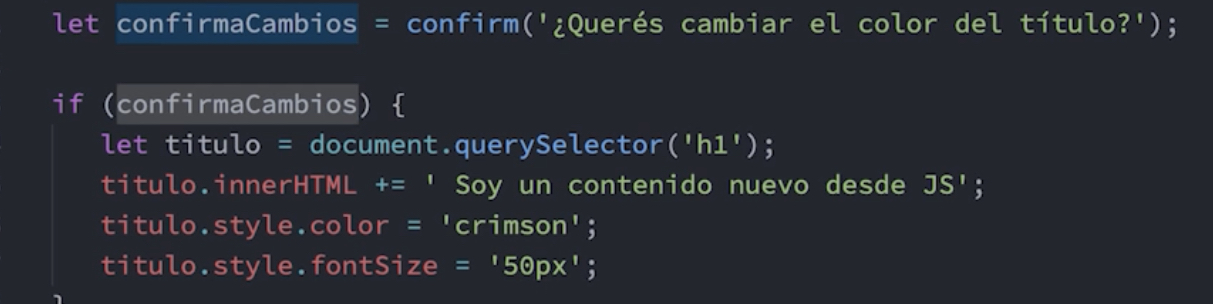 let confirmaCambios = confirm('¿Querés cambiar el color del título?');
if (confirmaCambios) {
let titulo = document.querySelector('h1');
titulo.innerHTML += ' Soy un contenido nuevo desde JS';
titulo.style.color = 'crimson';
titulo.style.fontSize = '50px';
}